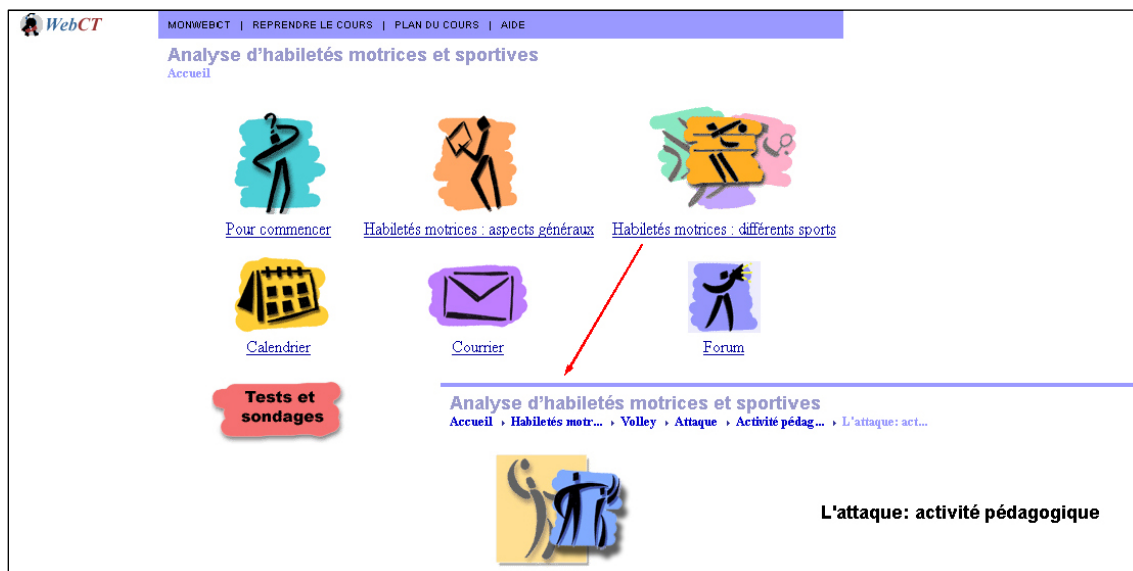 WebCT
MONWEBCT | REPRENDRE LE COURS | PLAN DU COURS | AIDE
Analyse d'habiletés motrices et sportives
Accueil
Pour commencer
Habiletés motrices : aspects généraux
Habiletés motrices : différents sports
Calendrier
Courrier
Forum
Tests et
sondages
Analyse d'habiletés motrices et sportives
Accueil › Habiletés motr... › Volley › Attaque › Activité pédag... › L'attaque: act...
L'attaque: activité pédagogique